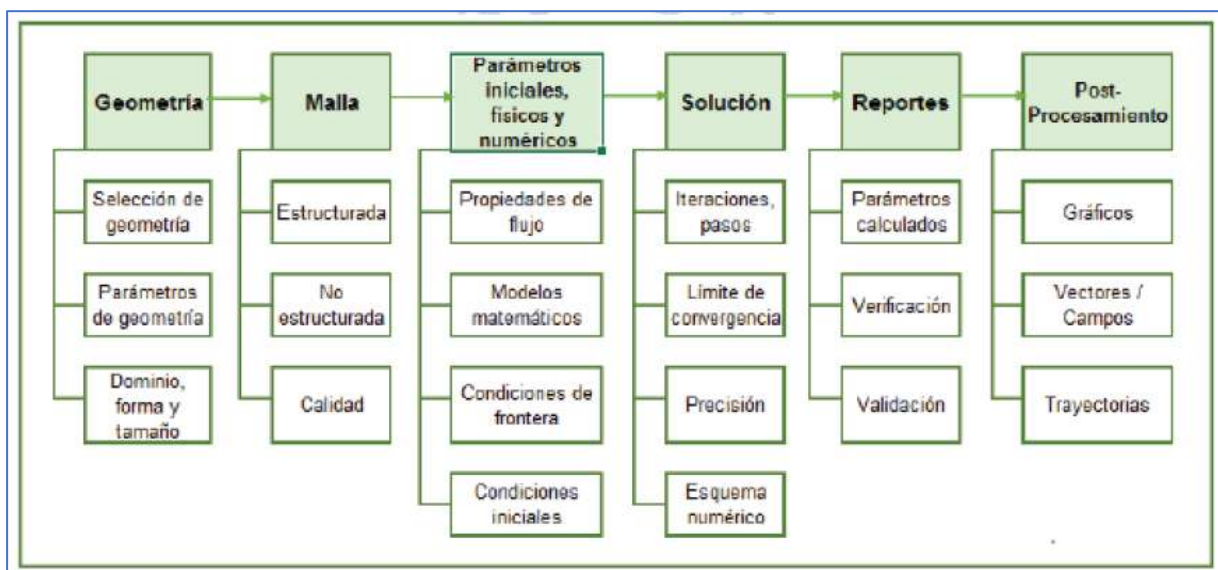 Geometría
Malla
Parámetros
iniciales,
físicos y
numéricos
Solución
Reportes
Post-
Procesamiento
Selección de
geometría
Parámetros
de geometría
Dominio,
forma y
tamaño
Estructurada
No
estructurada
Calidad
Propiedades de
flujo
Modelos
matemáticos
Condiciones de
frontera
Condiciones
iniciales
Iteraciones,
pasos
Límite de
convergencia
Precisión
Esquema
numérico
Parámetros
calculados
Verificación
Validación
Gráficos
Vectores /
Campos
Trayectorias